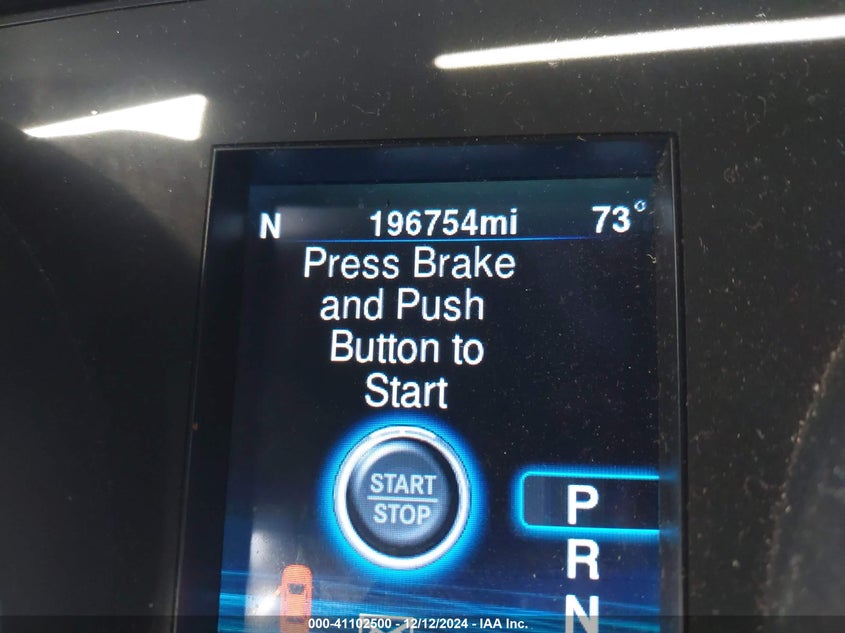 N 196754mi 73°
Press Brake
and Push
Button to
Start
START
STOP
P
R
N
000-41102500 - 12/12/2024 - IAA Inc.